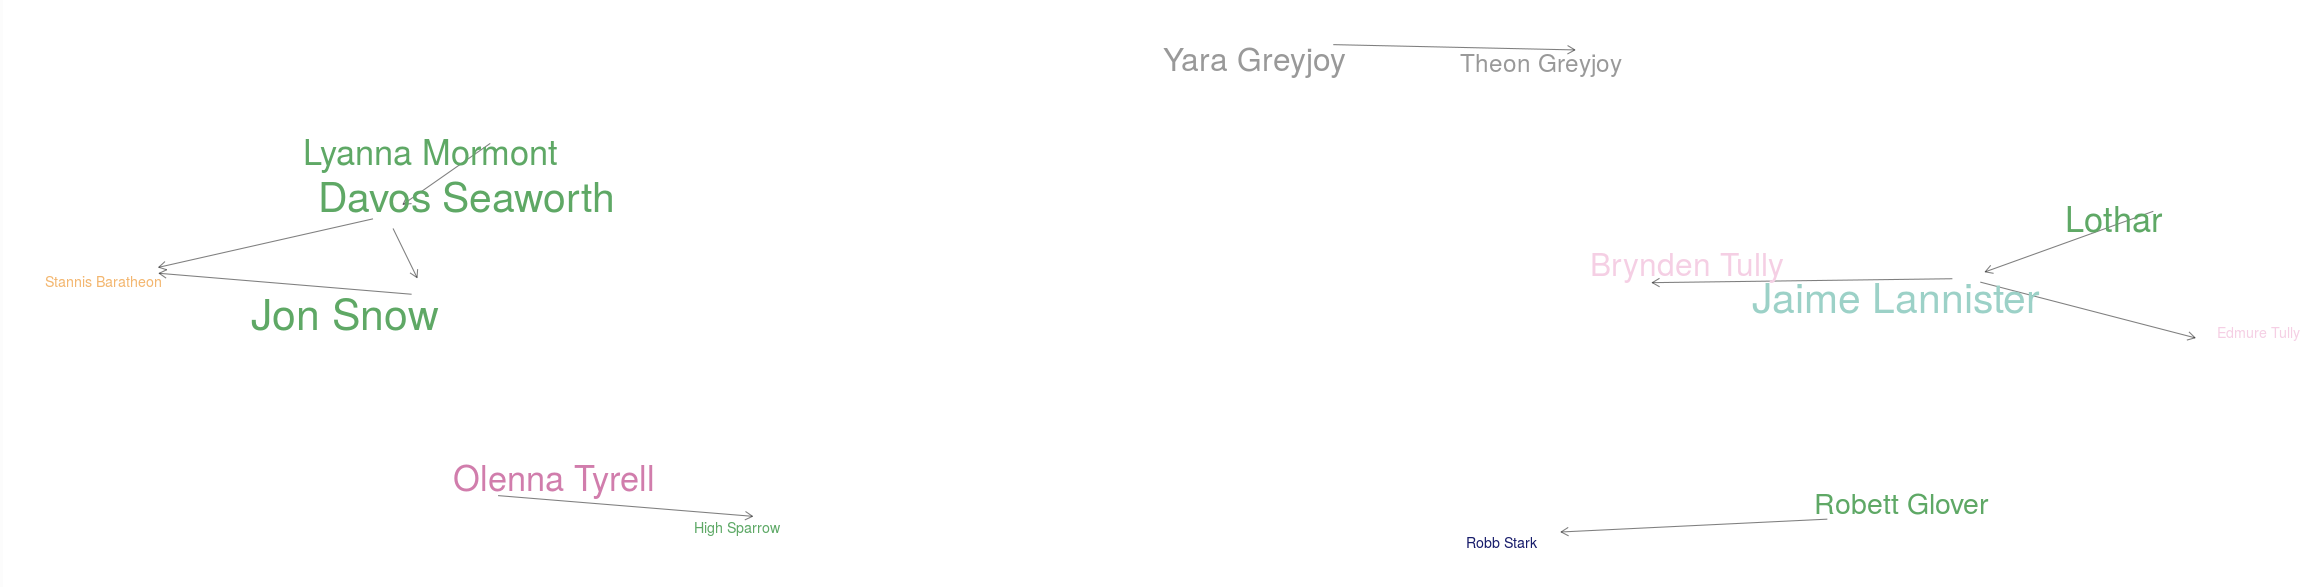 Yara Greyjoy
Theon Greyjoy
Lyanna Mormont
Davos Seaworth
Lothar
Brynden Tully
Stannis Baratheon
Jaime Lannister
Jon Snow
Edmure Tully
Olenna Tyrell
High Sparrow
Robett Glover
Robb Stark